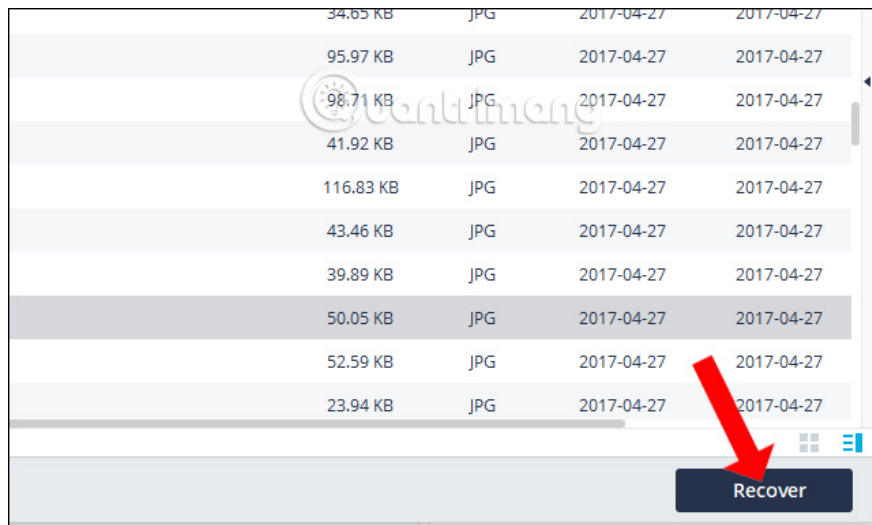 34.65 KB JPG 2017-04-27 2017-04-27
95.97 KB JPG 2017-04-27 2017-04-27
98.71 KB JPG 2017-04-27 2017-04-27
Quantrimang
41.92 KB JPG 2017-04-27 2017-04-27
116.83 KB JPG 2017-04-27 2017-04-27
43.46 KB JPG 2017-04-27 2017-04-27
39.89 KB JPG 2017-04-27 2017-04-27
50.05 KB JPG 2017-04-27 2017-04-27
52.59 KB JPG 2017-04-27 2017-04-27
23.94 KB JPG 2017-04-27 2017-04-27
Recover